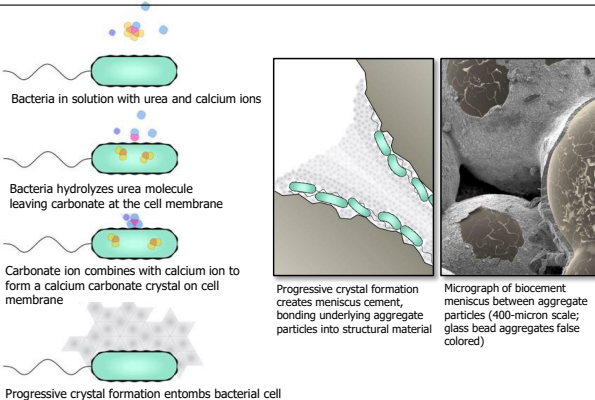 Bacteria in solution with urea and calcium ions
Bacteria hydrolyzes urea molecule
leaving carbonate at the cell membrane
Carbonate ion combines with calcium ion to
form a calcium carbonate crystal on cell
membrane
Progressive crystal formation entombs bacterial cell
Progressive crystal formation
creates meniscus cement,
bonding underlying aggregate
particles into structural material
Micrograph of biocement
meniscus between aggregate
particles (400-micron scale;
glass bead aggregates false
colored)